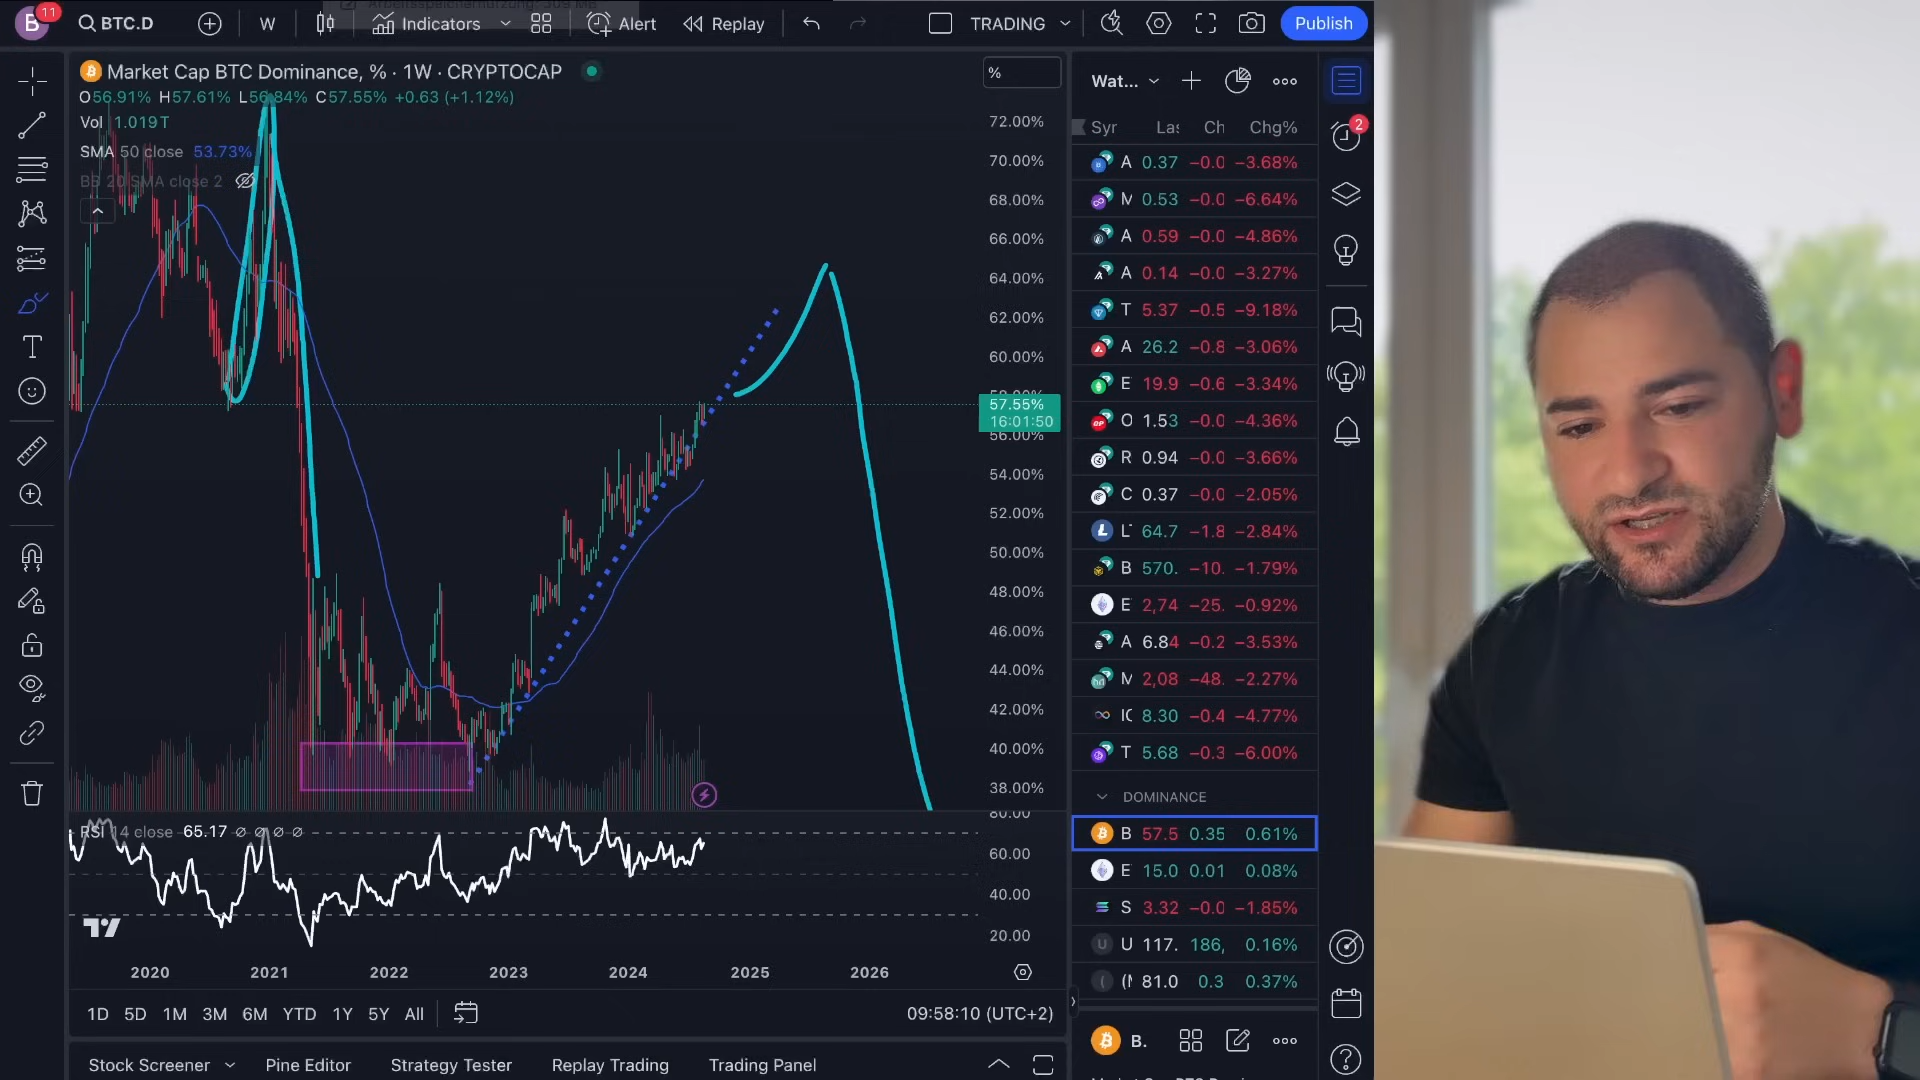 B 11 BTC.D W Indicators Alert Replay TRADING Publish
Market Cap BTC Dominance, % · 1W · CRYPTOCAP
O56.91% H57.61% L56.84% C57.55% +0.63 (+1.12%)
Vol 1.019T
SMA 50 close 53.73%
BB 20 SMA close 2
%
72.00%
70.00%
68.00%
66.00%
64.00%
62.00%
60.00%
57.55%
16:01:50
56.00%
54.00%
52.00%
50.00%
48.00%
46.00%
44.00%
42.00%
40.00%
38.00%
RSI 14 close 65.17 ∅ ∅ ∅ ∅
80.00
60.00
40.00
20.00
2020 2021 2022 2023 2024 2025 2026
1D 5D 1M 3M 6M YTD 1Y 5Y All 09:58:10 (UTC+2)
Stock Screener Pine Editor Strategy Tester Replay Trading Trading Panel
Wat...
2
Syr Las Ch Chg%
A 0.37 −0.0 −3.68%
M 0.53 −0.0 −6.64%
A 0.59 −0.0 −4.86%
A 0.14 −0.0 −3.27%
T 5.37 −0.5 −9.18%
A 26.2 −0.8 −3.06%
E 19.9 −0.6 −3.34%
O 1.53 −0.0 −4.36%
R 0.94 −0.0 −3.66%
C 0.37 −0.0 −2.05%
LT 64.7 −1.8 −2.84%
B 570. −10. −1.79%
E 2,74 −25. −0.92%
A 6.84 −0.2 −3.53%
M 2,08 −48. −2.27%
IC 8.30 −0.4 −4.77%
T 5.68 −0.3 −6.00%
DOMINANCE
B 57.5 0.35 0.61%
E 15.0 0.01 0.08%
S 3.32 −0.0 −1.85%
U U 117. 186, 0.16%
( (M 81.0 0.3 0.37%
B.